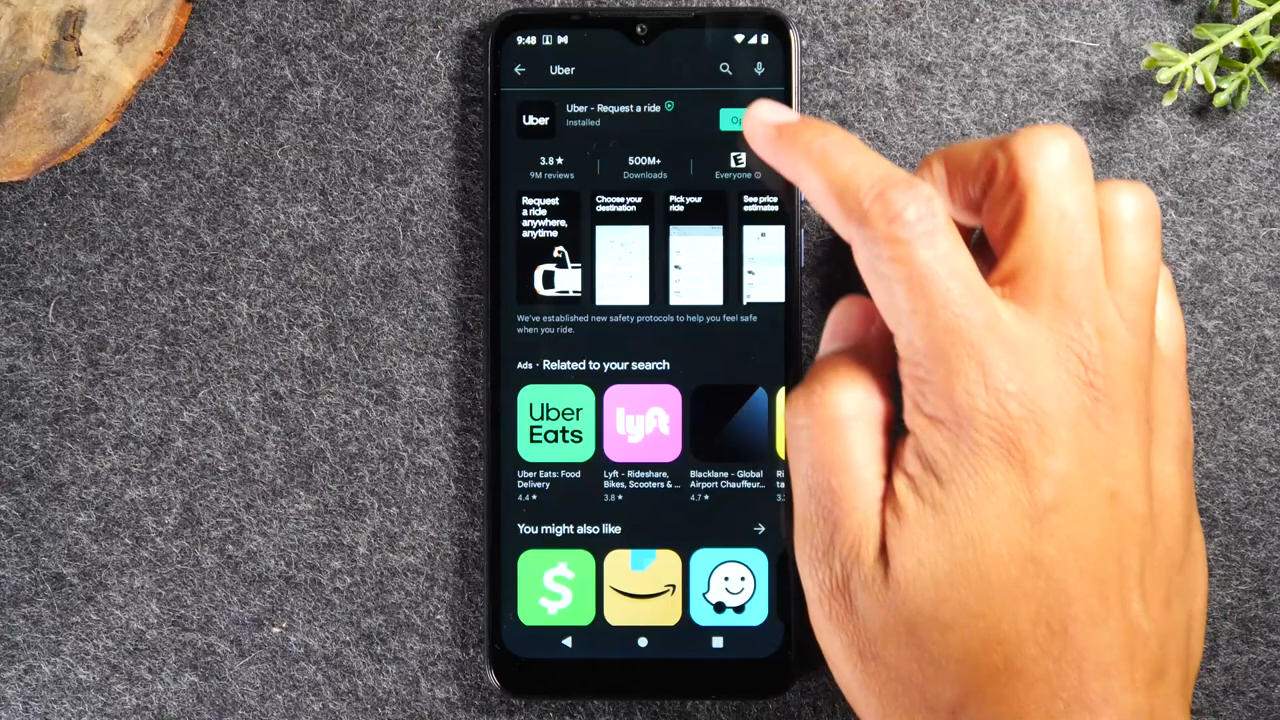 9:48
Uber
Uber - Request a ride
Installed
Uber
3.8★
9M reviews
500M+
Downloads
E
Everyone
Request
a ride
anywhere,
anytime
Choose your
destination
Pick your
ride
See price
estimates
We've established new safety protocols to help you feel safe
when you ride.
Ads · Related to your search
Uber
Eats
lyft
Uber Eats: Food
Delivery
4.4★
Lyft - Rideshare,
Bikes, Scooters & ...
3.8★
Blacklane - Global
Airport Chauffeur...
4.7★
You might also like
$